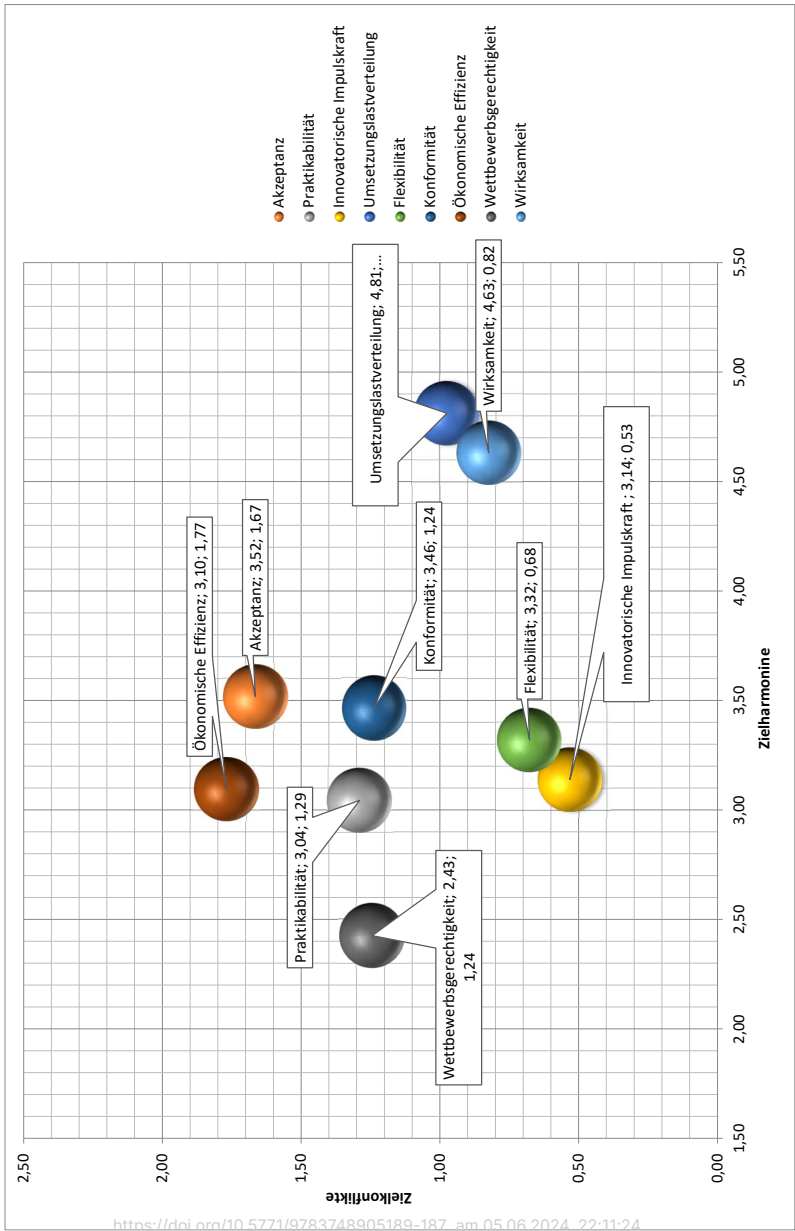 2,50
2,00
1,50
1,00
0,50
0,00
Zielkonflikte
1,50
2,00
2,50
3,00
3,50
4,00
4,50
5,00
5,50
Zielharmonine
Ökonomische Effizienz; 3,10; 1,77
Akzeptanz; 3,52; 1,67
Praktikabilität; 3,04; 1,29
Konformität; 3,46; 1,24
Wettbewerbsgerechtigkeit; 2,43;
1,24
Umsetzungslastverteilung; 4,81;...
Wirksamkeit; 4,63; 0,82
Flexibilität; 3,32; 0,68
Innovatorische Impulskraft ; 3,14; 0,53
Akzeptanz
Praktikabilität
Innovatorische Impulskraft
Umsetzungslastverteilung
Flexibilität
Konformität
Ökonomische Effizienz
Wettbewerbsgerechtigkeit
Wirksamkeit
https://doi.org/10.5771/9783748905189-187, am 05.06.2024, 22:11:24